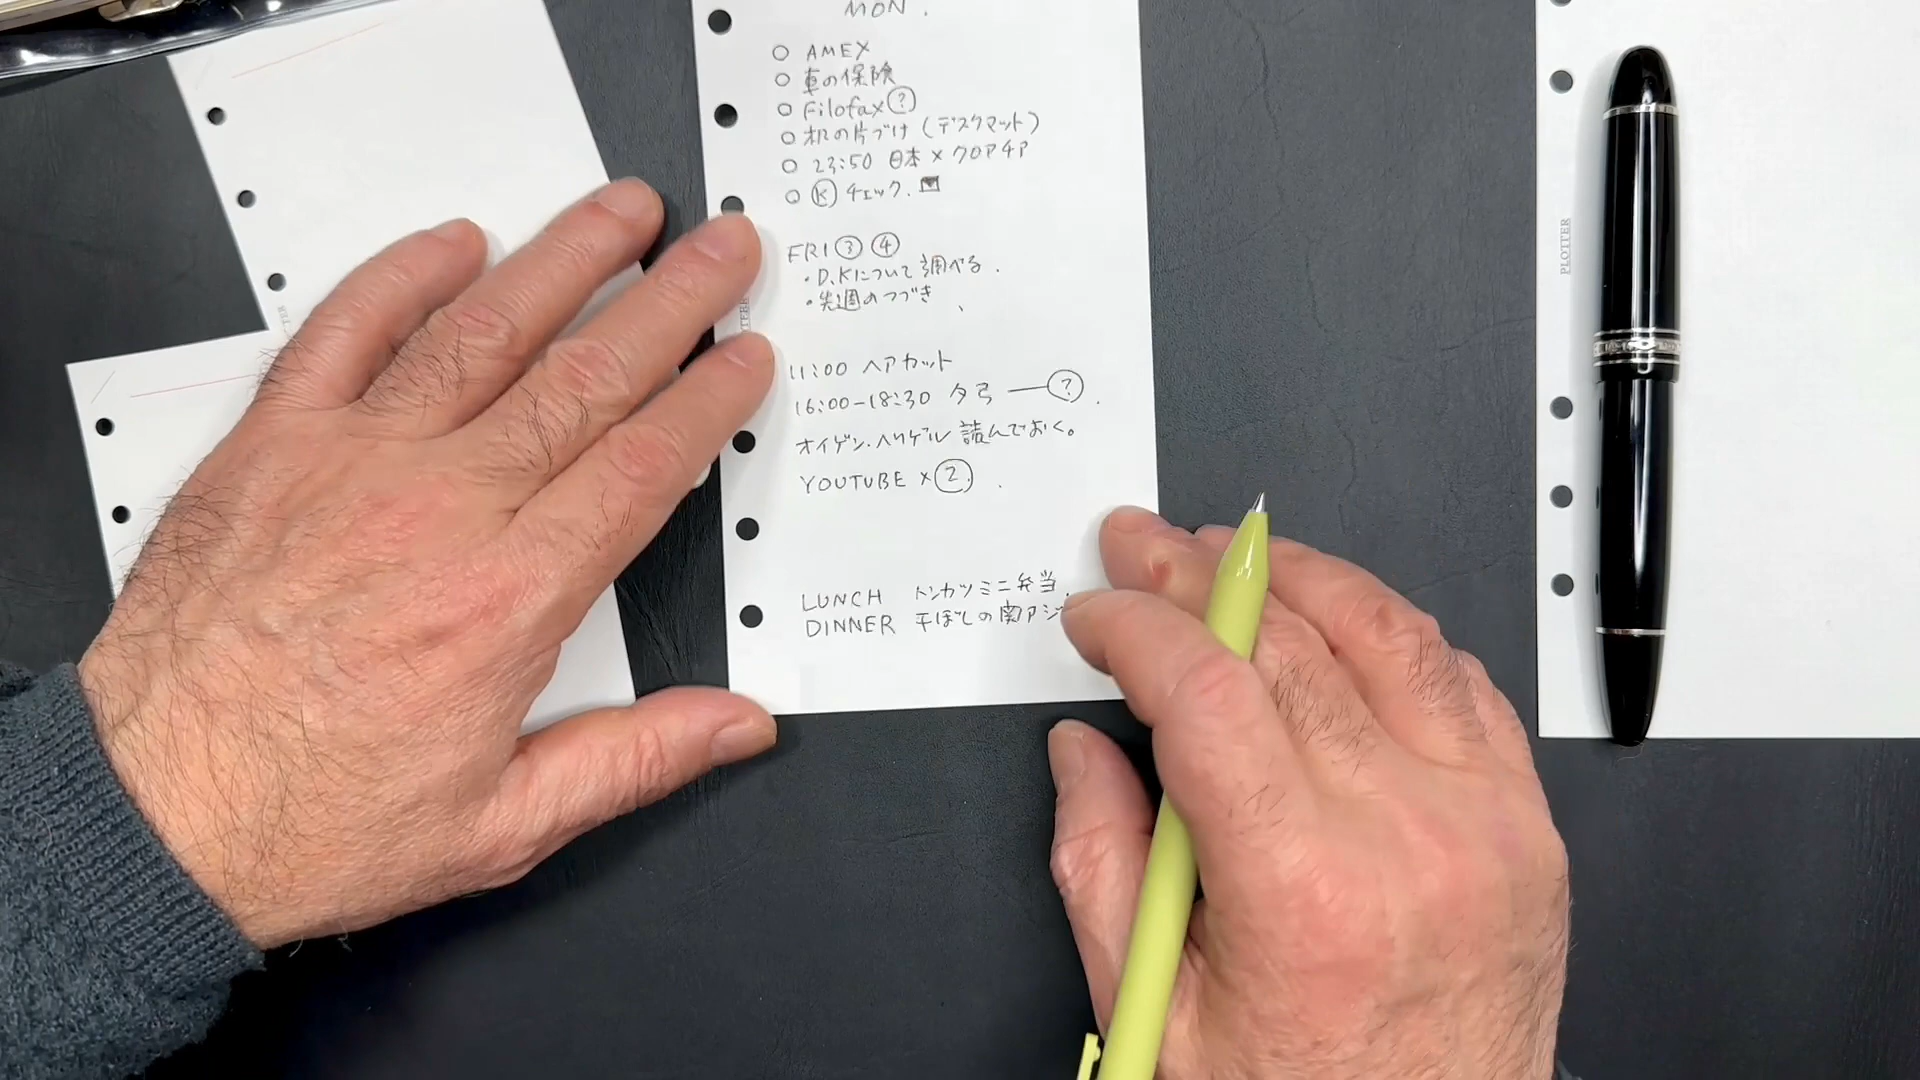 MON.
○ AMEX
○ 車の保険
○ Filofax ?
○ 机の片づけ (デスクマット)
○ 23:50 日本 × クロアチア
○ K チェック.
FRI ③ ④
・D.Kについて調べる.
・先週のつづき
11:00 ヘアカット
16:00-18:30 夕弓 — ?
オイゲン・ヘリゲル 読んでおく。
YOUTUBE × ②
LUNCH トンカツミニ弁当.
DINNER 干ぼしの関アジ
PLOTTER